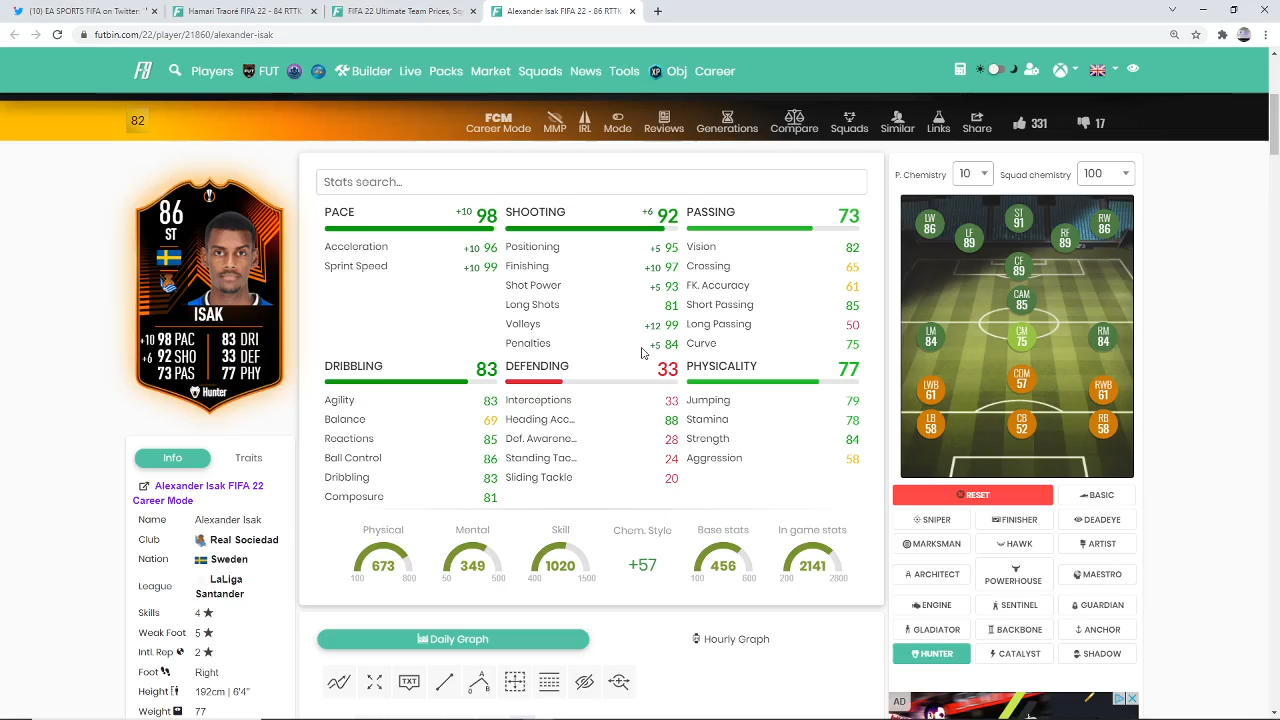 (10) EA SPORTS FIFA on Twitter: "
Hamari Traoré FIFA 22 - 84 RTTK
FIFA 22 Ultimate Team Prices, Sq
Alexander Isak FIFA 22 - 86 RTTK
futbin.com/22/player/21860/alexander-isak
Players FUT Builder Live Packs Market Squads News Tools XP Obj Career
82
FCM Career Mode MMP IRL Mode Reviews Generations Compare Squads Similar Links Share 331 17
86
ST
ISAK
+10 98 PAC 83 DRI
+6 92 SHO 33 DEF
73 PAS 77 PHY
Hunter
Stats search...
PACE +10 98
Acceleration +10 96
Sprint Speed +10 99
SHOOTING +6 92
Positioning +5 95
Finishing +10 97
Shot Power +5 93
Long Shots 81
Volleys +12 99
Penalties +5 84
PASSING 73
Vision 82
Crossing 65
FK. Accuracy 61
Short Passing 85
Long Passing 50
Curve 75
DRIBBLING 83
Agility 83
Balance 69
Reactions 85
Ball Control 86
Dribbling 83
Composure 81
DEFENDING 33
Interceptions 33
Heading Acc... 88
Def. Awarene... 28
Standing Tac... 24
Sliding Tackle 20
PHYSICALITY 77
Jumping 79
Stamina 78
Strength 84
Aggression 58
Physical 673 100 800
Mental 349 50 500
Skill 1020 400 1500
Chem. Style +57
Base stats 456 100 600
In game stats 2141 200 2800
Daily Graph
Hourly Graph
TXT
Info Traits
Alexander Isak FIFA 22
Career Mode
Name Alexander Isak
Club Real Sociedad
Nation Sweden
League LaLiga
Santander
Skills 4
Weak Foot 5
Intl. Rep 2
Foot Right
Height 192cm | 6'4"
Weight 77
P. Chemistry 10 Squad chemistry 100
LW 86
LF 89
ST 91
RF 89
RW 86
CF 89
CAM 85
LM 84
CM 75
RM 84
LWB 61
CDM 57
RWB 61
LB 58
CB 52
RB 58
RESET BASIC
SNIPER FINISHER DEADEYE
MARKSMAN HAWK ARTIST
ARCHITECT POWERHOUSE MAESTRO
ENGINE SENTINEL GUARDIAN
GLADIATOR BACKBONE ANCHOR
HUNTER CATALYST SHADOW
AD